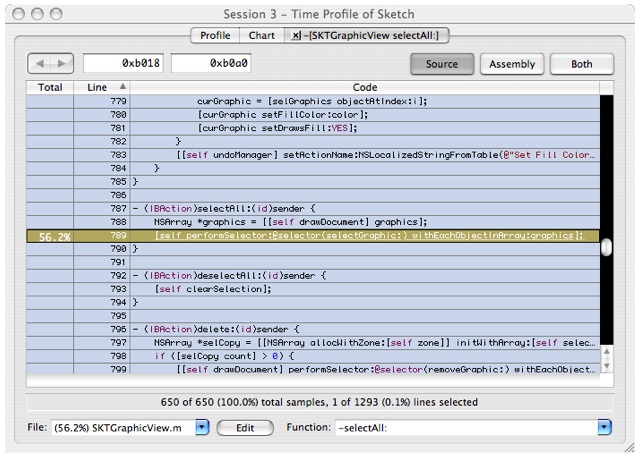 Session 3 - Time Profile of Sketch
Profile Chart x -[SKTGraphicView selectAll:]
0xb018 0xb0a0 Source Assembly Both
Total Line Code
779 curGraphic = [selGraphics objectAtIndex:i];
780 [curGraphic setFillColor:color];
781 [curGraphic setDrawsFill:YES];
782 }
783 [[self undoManager] setActionName:NSLocalizedStringFromTable(@"Set Fill Color...
784 }
785 }
786
787 - (IBAction)selectAll:(id)sender {
788 NSArray *graphics = [[self drawDocument] graphics];
56.2% 789 [self performSelector:@selector(selectGraphic:) withEachObjectInArray:graphics];
790 }
791
792 - (IBAction)deselectAll:(id)sender {
793 [self clearSelection];
794 }
795
796 - (IBAction)delete:(id)sender {
797 NSArray *selCopy = [[NSArray allocWithZone:[self zone]] initWithArray:[self selec...
798 if ([selCopy count] > 0) {
799 [[self drawDocument] performSelector:@selector(removeGraphic:) withEachObject...
650 of 650 (100.0%) total samples, 1 of 1293 (0.1%) lines selected
File: (56.2%) SKTGraphicView.m Edit Function: -selectAll: